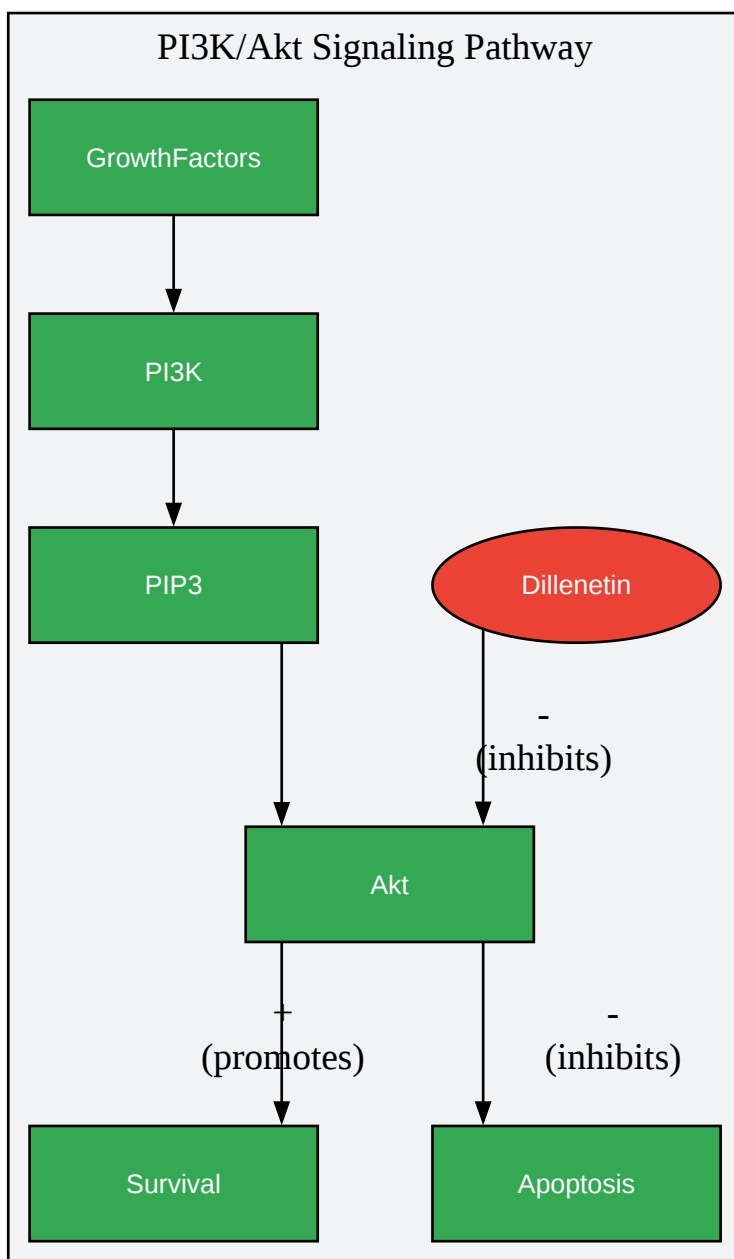 PI3K/Akt Signaling Pathway
GrowthFactors
PI3K
PIP3
Dillenetin
-
(inhibits)
Akt
+
(promotes)
-
(inhibits)
Survival
Apoptosis